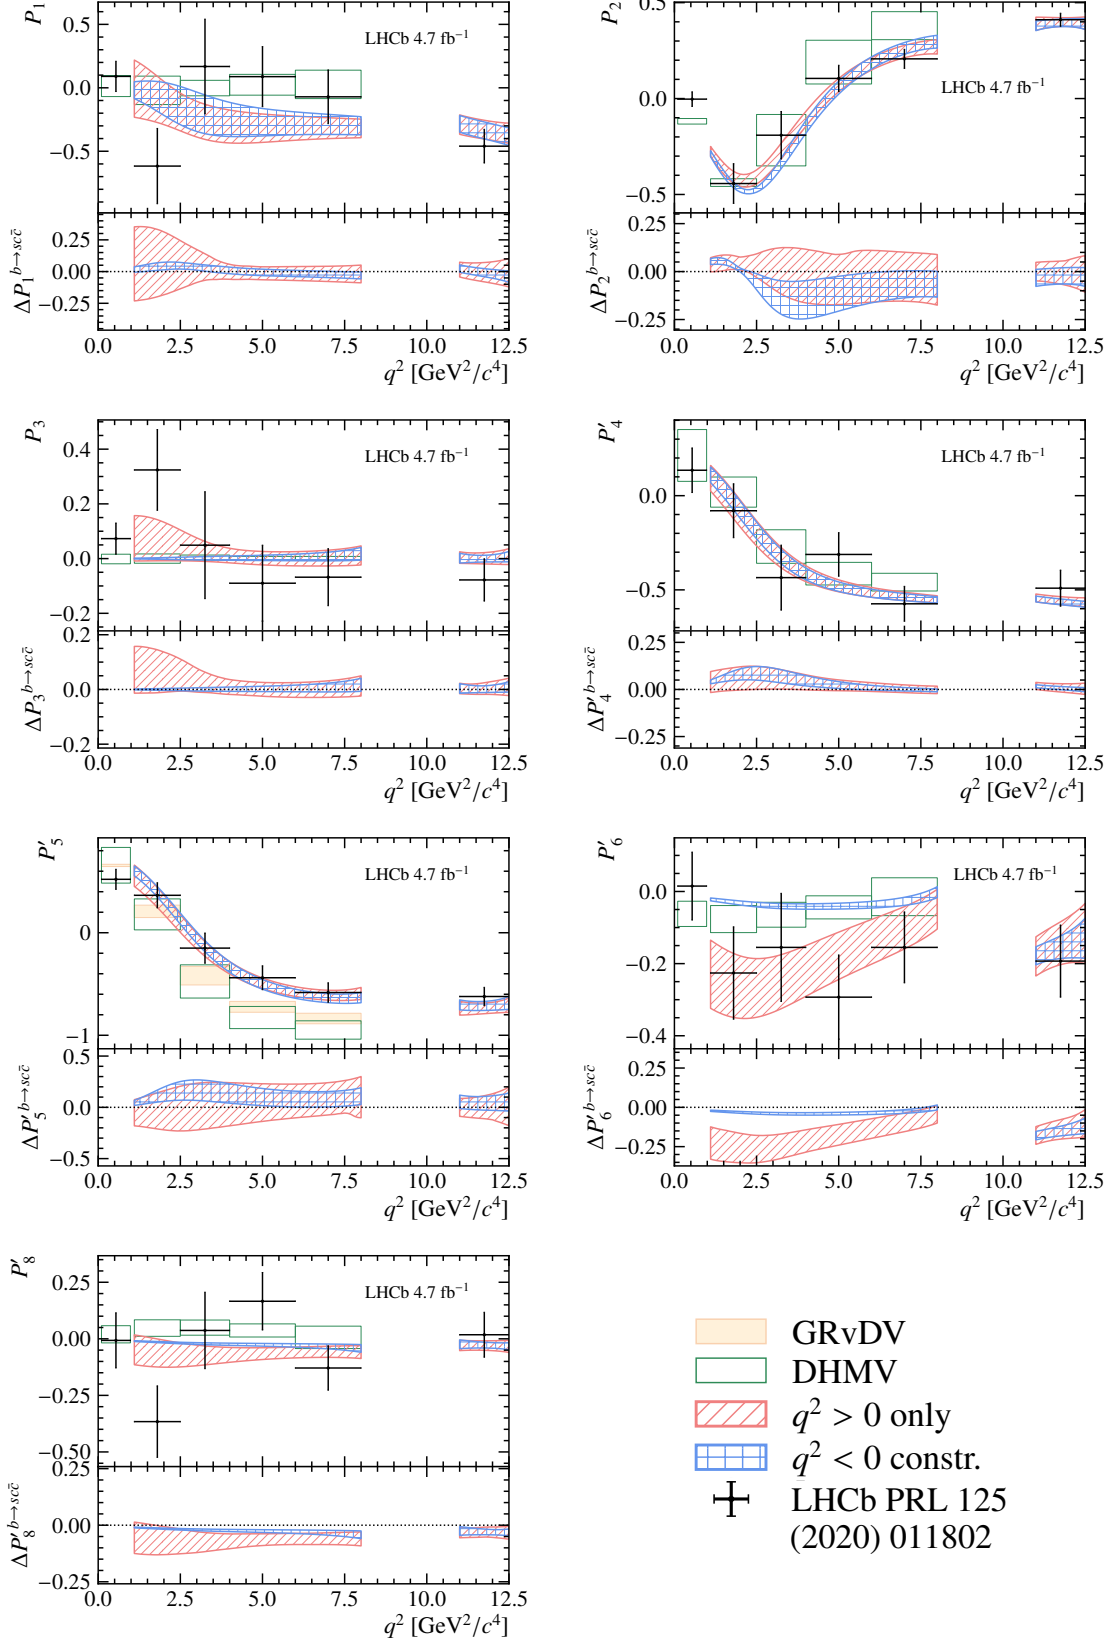 P1
LHCb 4.7 fb⁻¹
0.5
0.0
−0.5
ΔP1^{b→scc̄}
0.25
0.00
−0.25
0.0 2.5 5.0 7.5 10.0 12.5
q² [GeV²/c⁴]
P2
LHCb 4.7 fb⁻¹
0.5
0.0
−0.5
ΔP2^{b→scc̄}
0.25
0.00
−0.25
0.0 2.5 5.0 7.5 10.0 12.5
q² [GeV²/c⁴]
P3
LHCb 4.7 fb⁻¹
0.4
0.2
0.0
−0.2
ΔP3^{b→scc̄}
0.2
0.0
−0.2
0.0 2.5 5.0 7.5 10.0 12.5
q² [GeV²/c⁴]
P′4
LHCb 4.7 fb⁻¹
0.0
−0.5
ΔP′4^{b→scc̄}
0.25
0.00
−0.25
0.0 2.5 5.0 7.5 10.0 12.5
q² [GeV²/c⁴]
P′5
LHCb 4.7 fb⁻¹
0
−1
ΔP′5^{b→scc̄}
0.5
0.0
−0.5
0.0 2.5 5.0 7.5 10.0 12.5
q² [GeV²/c⁴]
P′6
LHCb 4.7 fb⁻¹
0.0
−0.2
−0.4
ΔP′6^{b→scc̄}
0.25
0.00
−0.25
0.0 2.5 5.0 7.5 10.0 12.5
q² [GeV²/c⁴]
P′8
LHCb 4.7 fb⁻¹
0.25
0.00
−0.25
−0.50
ΔP′8^{b→scc̄}
0.25
0.00
−0.25
0.0 2.5 5.0 7.5 10.0 12.5
q² [GeV²/c⁴]
GRvDV
DHMV
q² > 0 only
q² < 0 constr.
LHCb PRL 125
(2020) 011802